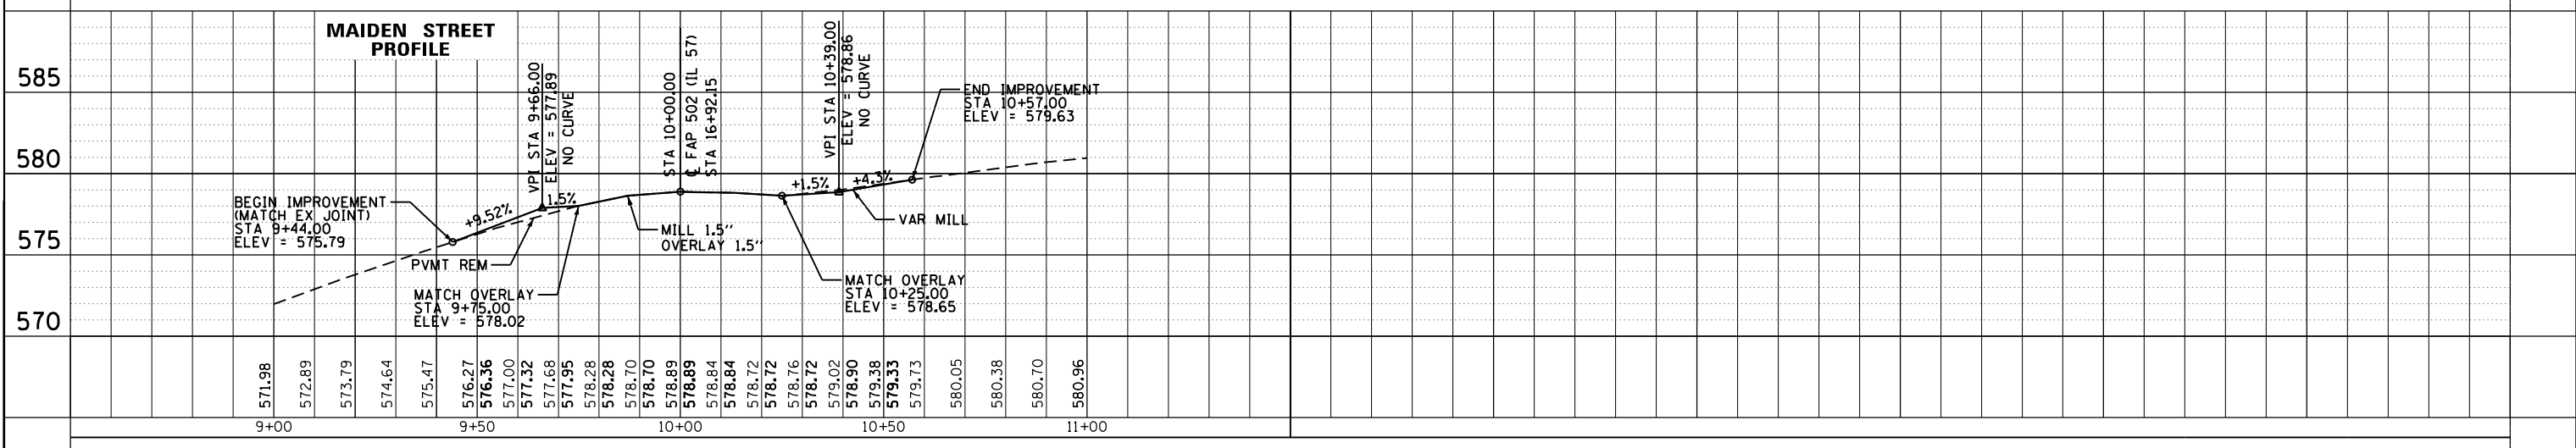 MAIDEN STREET
PROFILE
585
580
575
570
BEGIN IMPROVEMENT
(MATCH EX JOINT)
STA 9+44.00
ELEV = 575.79
+9.52%
VPI STA 9+66.00
ELEV = 577.89
NO CURVE
1.5%
PVMT REM
MATCH OVERLAY
STA 9+75.00
ELEV = 578.02
MILL 1.5"
OVERLAY 1.5"
STA 10+00.00
℄ FAP 502 (IL 57)
STA 16+92.15
+1.5%
VPI STA 10+39.00
ELEV = 578.86
NO CURVE
+4.3%
VAR MILL
MATCH OVERLAY
STA 10+25.00
ELEV = 578.65
END IMPROVEMENT
STA 10+57.00
ELEV = 579.63
571.98
572.89
573.79
574.64
575.47
576.27
576.36
577.00
577.32
577.68
577.95
578.28
578.28
578.70
578.70
578.89
578.89
578.84
578.84
578.72
578.72
578.76
578.72
579.02
578.90
579.38
579.33
579.73
580.05
580.38
580.70
580.96
9+00
9+50
10+00
10+50
11+00